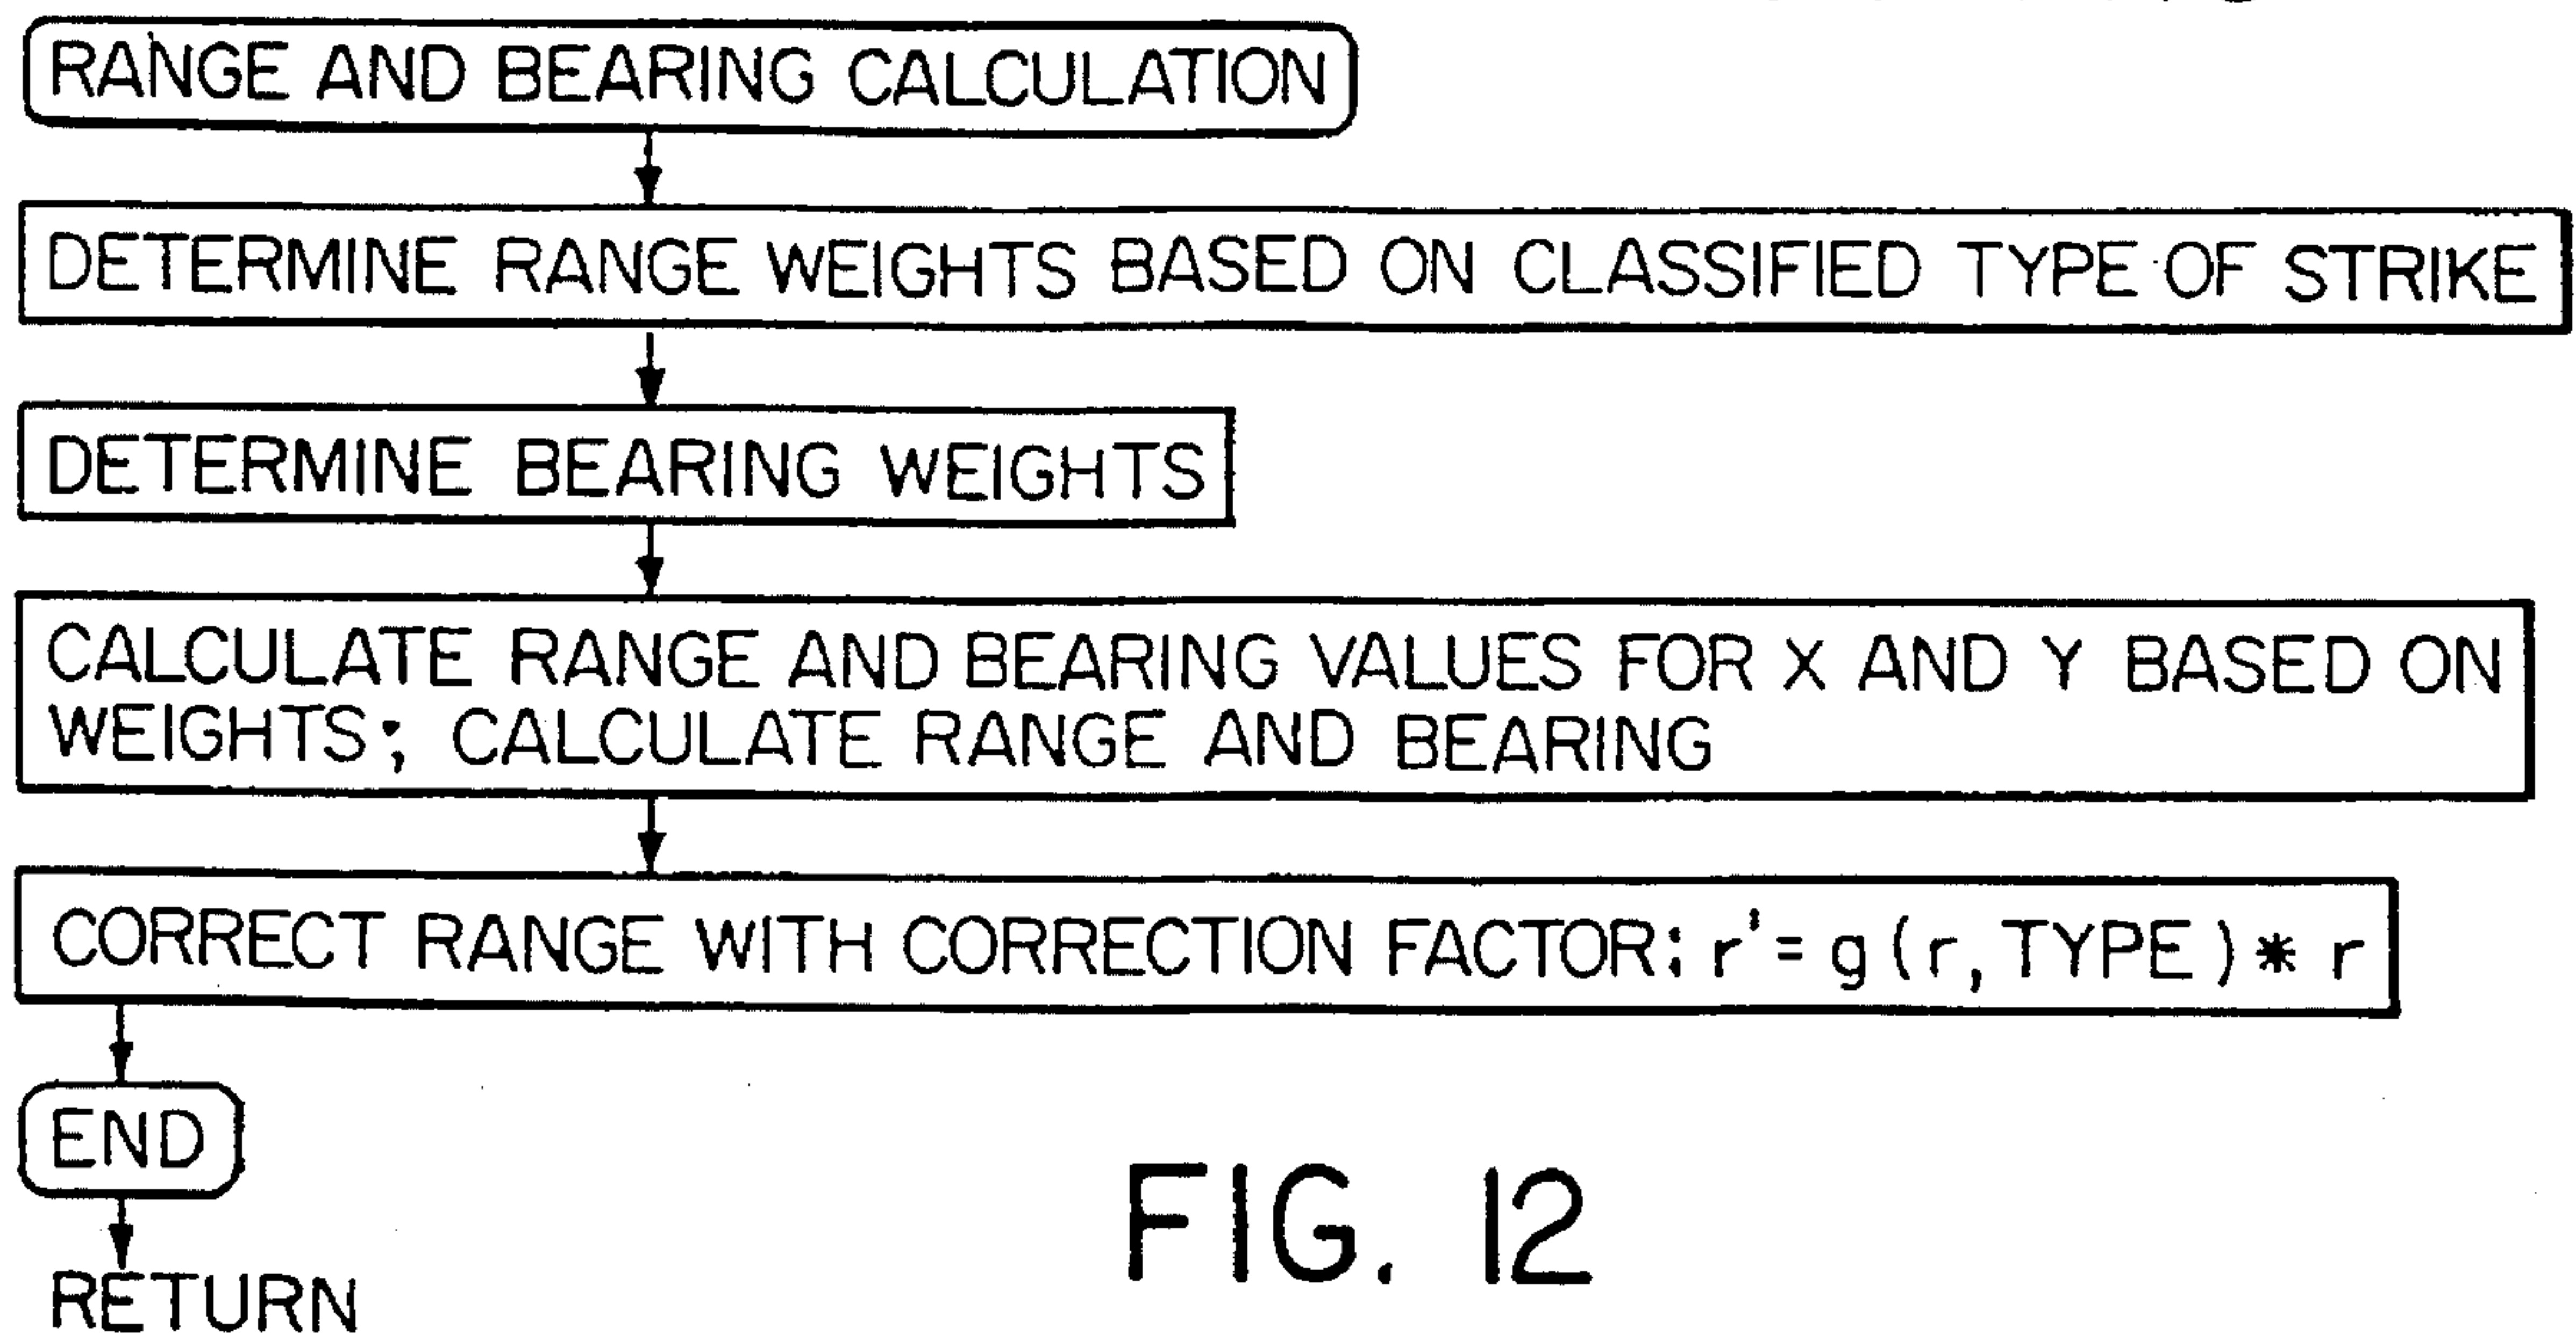 RANGE AND BEARING CALCULATION
DETERMINE RANGE WEIGHTS BASED ON CLASSIFIED TYPE OF STRIKE
DETERMINE BEARING WEIGHTS
CALCULATE RANGE AND BEARING VALUES FOR X AND Y BASED ON
WEIGHTS; CALCULATE RANGE AND BEARING
CORRECT RANGE WITH CORRECTION FACTOR: r' = g (r, TYPE) * r
END
RETURN
FIG. 12